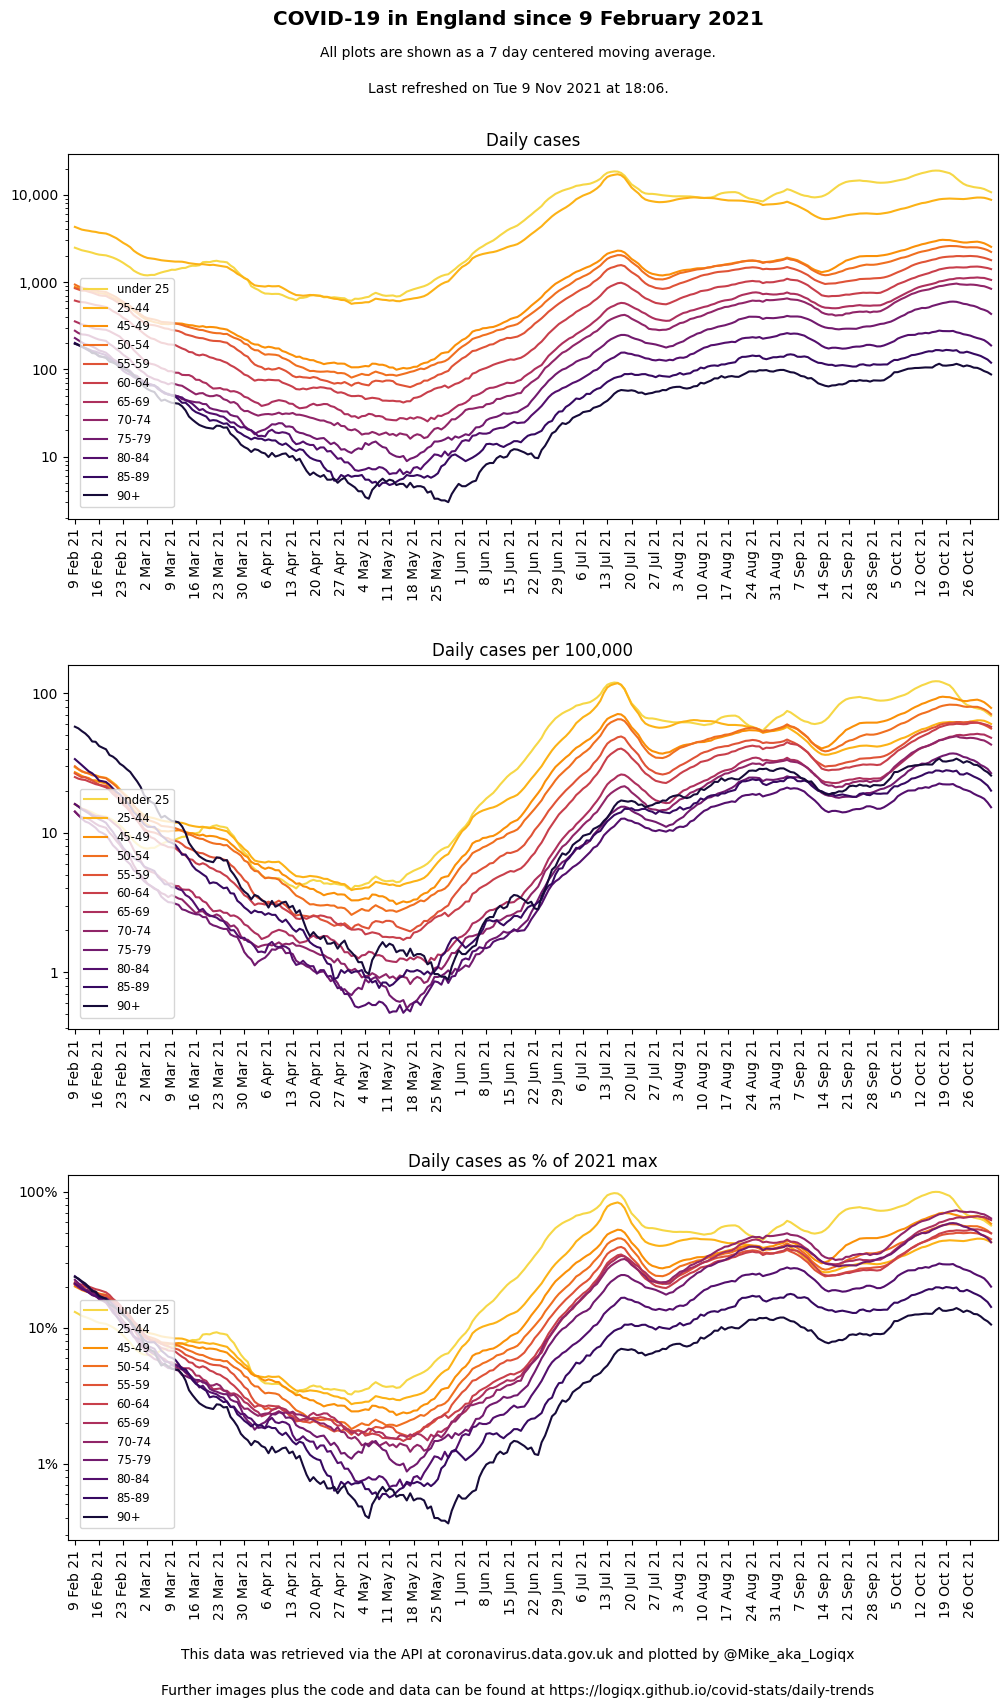 COVID-19 in England since 9 February 2021
All plots are shown as a 7 day centered moving average.
Last refreshed on Tue 9 Nov 2021 at 18:06.
Daily cases
10,000
1,000
100
10
under 25
25-44
45-49
50-54
55-59
60-64
65-69
70-74
75-79
80-84
85-89
90+
9 Feb 21
16 Feb 21
23 Feb 21
2 Mar 21
9 Mar 21
16 Mar 21
23 Mar 21
30 Mar 21
6 Apr 21
13 Apr 21
20 Apr 21
27 Apr 21
4 May 21
11 May 21
18 May 21
25 May 21
1 Jun 21
8 Jun 21
15 Jun 21
22 Jun 21
29 Jun 21
6 Jul 21
13 Jul 21
20 Jul 21
27 Jul 21
3 Aug 21
10 Aug 21
17 Aug 21
24 Aug 21
31 Aug 21
7 Sep 21
14 Sep 21
21 Sep 21
28 Sep 21
5 Oct 21
12 Oct 21
19 Oct 21
26 Oct 21
Daily cases per 100,000
100
10
1
under 25
25-44
45-49
50-54
55-59
60-64
65-69
70-74
75-79
80-84
85-89
90+
9 Feb 21
16 Feb 21
23 Feb 21
2 Mar 21
9 Mar 21
16 Mar 21
23 Mar 21
30 Mar 21
6 Apr 21
13 Apr 21
20 Apr 21
27 Apr 21
4 May 21
11 May 21
18 May 21
25 May 21
1 Jun 21
8 Jun 21
15 Jun 21
22 Jun 21
29 Jun 21
6 Jul 21
13 Jul 21
20 Jul 21
27 Jul 21
3 Aug 21
10 Aug 21
17 Aug 21
24 Aug 21
31 Aug 21
7 Sep 21
14 Sep 21
21 Sep 21
28 Sep 21
5 Oct 21
12 Oct 21
19 Oct 21
26 Oct 21
Daily cases as % of 2021 max
100%
10%
1%
under 25
25-44
45-49
50-54
55-59
60-64
65-69
70-74
75-79
80-84
85-89
90+
9 Feb 21
16 Feb 21
23 Feb 21
2 Mar 21
9 Mar 21
16 Mar 21
23 Mar 21
30 Mar 21
6 Apr 21
13 Apr 21
20 Apr 21
27 Apr 21
4 May 21
11 May 21
18 May 21
25 May 21
1 Jun 21
8 Jun 21
15 Jun 21
22 Jun 21
29 Jun 21
6 Jul 21
13 Jul 21
20 Jul 21
27 Jul 21
3 Aug 21
10 Aug 21
17 Aug 21
24 Aug 21
31 Aug 21
7 Sep 21
14 Sep 21
21 Sep 21
28 Sep 21
5 Oct 21
12 Oct 21
19 Oct 21
26 Oct 21
This data was retrieved via the API at coronavirus.data.gov.uk and plotted by @Mike_aka_Logiqx
Further images plus the code and data can be found at https://logiqx.github.io/covid-stats/daily-trends